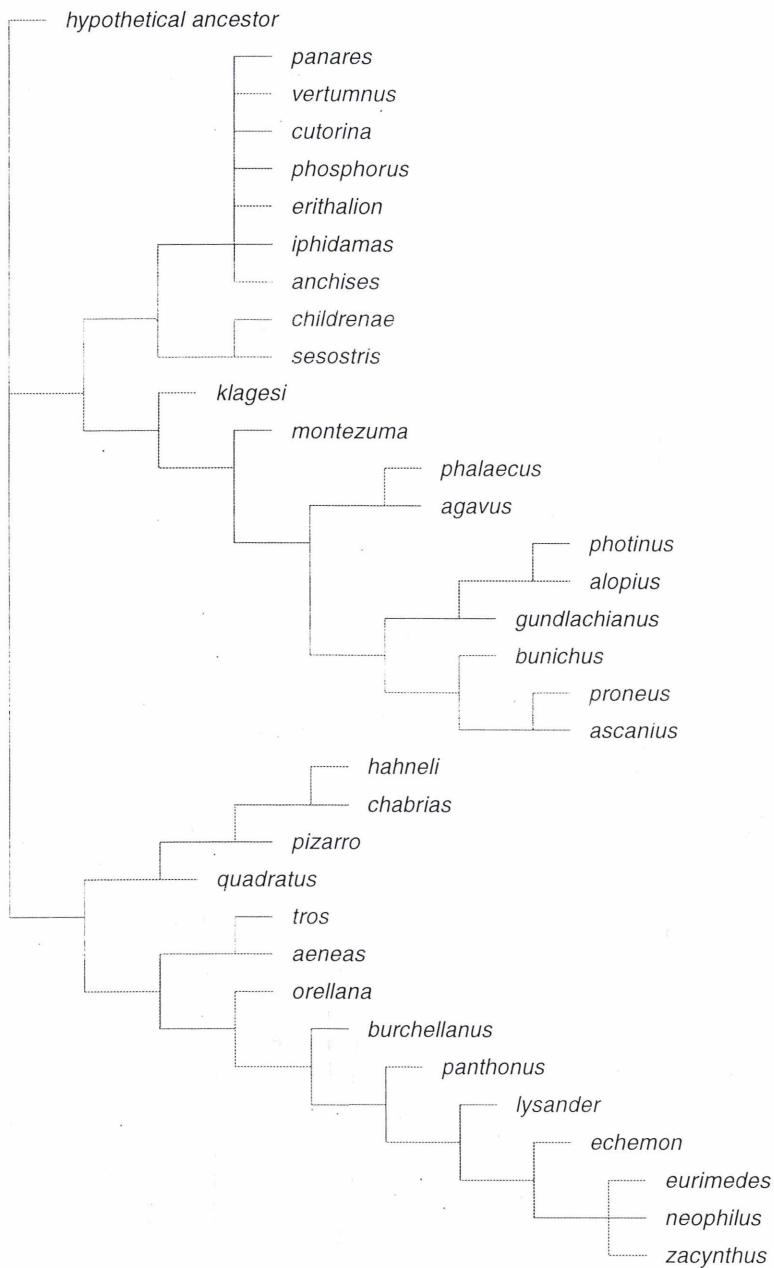 hypothetical ancestor
panares
vertumnus
cutorina
phosphorus
erithalion
iphidamas
anchises
childrenae
sesostris
klagesi
montezuma
phalaecus
agavus
photinus
alopius
gundlachianus
bunichus
proneus
ascanius
hahneli
chabrias
pizarro
quadratus
tros
aeneas
orellana
burchellanus
panthonus
lysander
echemon
eurimedes
neophilus
zacynthus